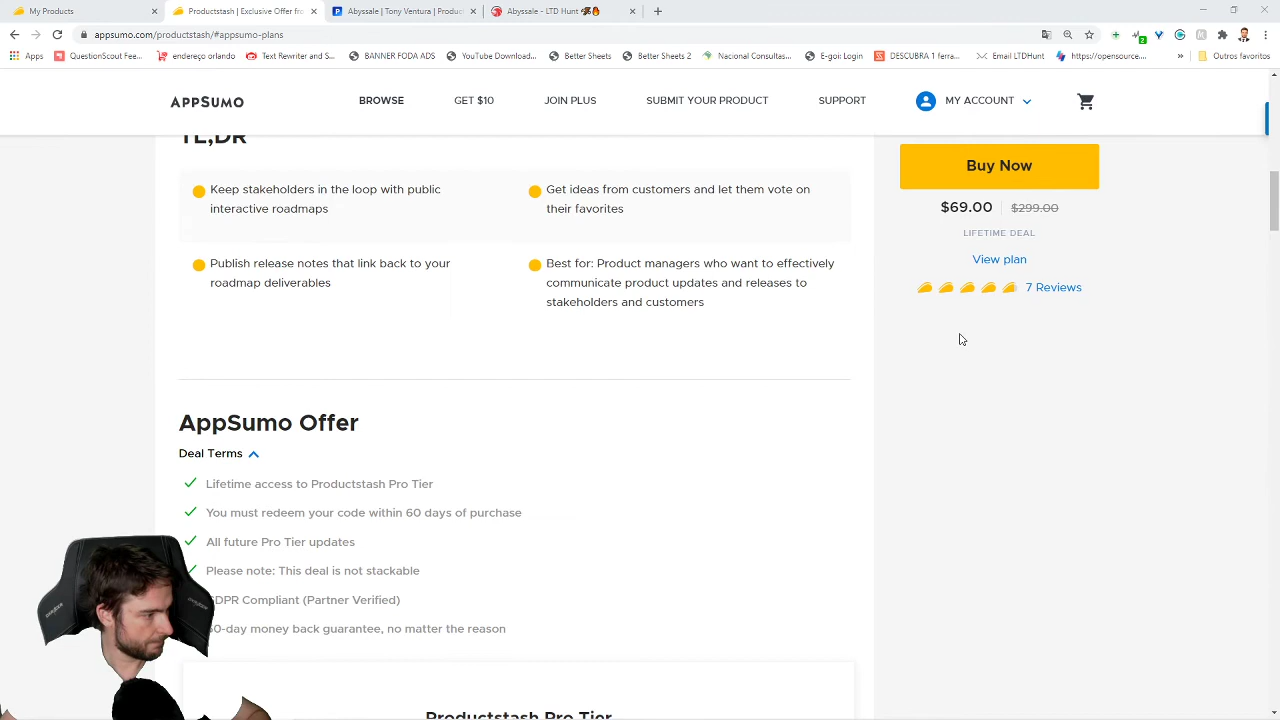 My Products
Productstash | Exclusive Offer from
Abyssale | Tony Ventura | Product
Abyssale - LTD Hunt
appsumo.com/productstash/#appsumo-plans
2
Apps
QuestionScout Fee...
endereço orlando
Text Rewriter and S...
BANNER FODA ADS
YouTube Download...
Better Sheets
Better Sheets 2
Nacional Consultas...
E-goi: Login
DESCUBRA 1 ferra...
Email LTDHunt
https://opensource....
»
Outros favoritos
APPSUMO
BROWSE
GET $10
JOIN PLUS
SUBMIT YOUR PRODUCT
SUPPORT
MY ACCOUNT
TL;DR
Keep stakeholders in the loop with public
interactive roadmaps
Get ideas from customers and let them vote on
their favorites
Publish release notes that link back to your
roadmap deliverables
Best for: Product managers who want to effectively
communicate product updates and releases to
stakeholders and customers
Buy Now
$69.00 $299.00
LIFETIME DEAL
View plan
7 Reviews
AppSumo Offer
Deal Terms
Lifetime access to Productstash Pro Tier
You must redeem your code within 60 days of purchase
All future Pro Tier updates
Please note: This deal is not stackable
GDPR Compliant (Partner Verified)
60-day money back guarantee, no matter the reason
Productstash Pro Tier